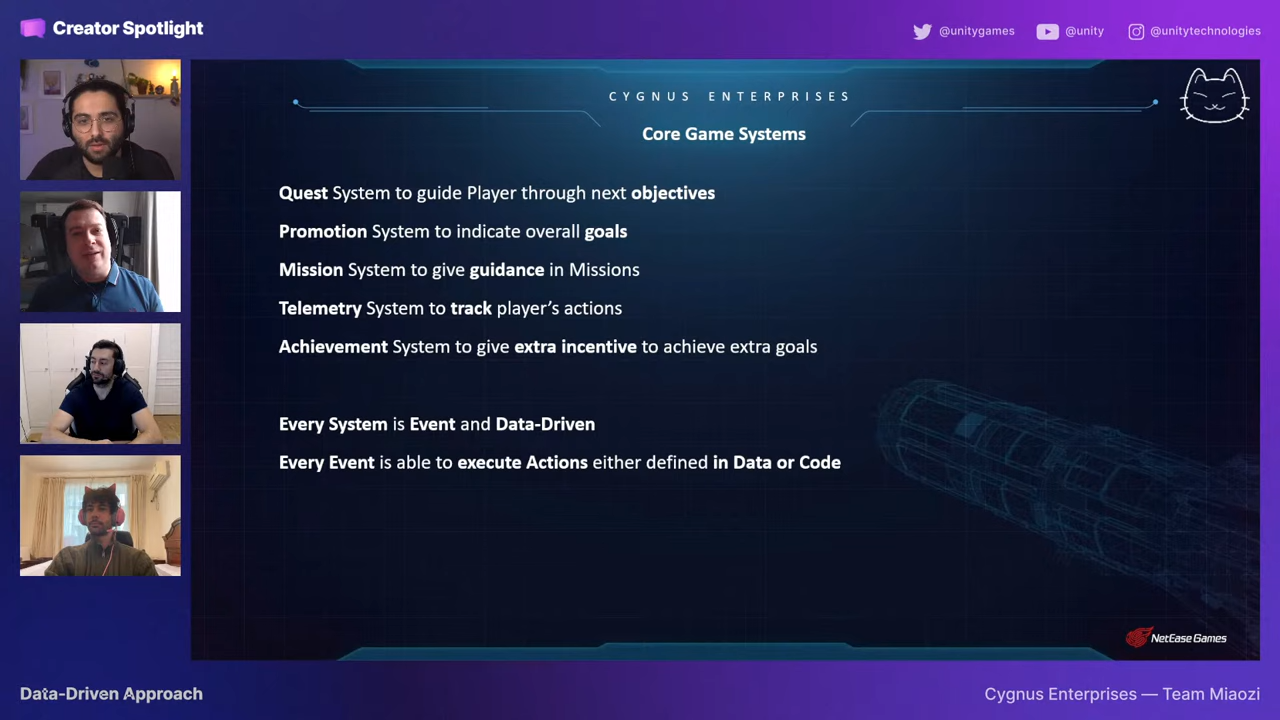 Creator Spotlight
@unitygames
@unity
@unitytechnologies
CYGNUS ENTERPRISES
Core Game Systems
Quest System to guide Player through next objectives
Promotion System to indicate overall goals
Mission System to give guidance in Missions
Telemetry System to track player’s actions
Achievement System to give extra incentive to achieve extra goals
Every System is Event and Data-Driven
Every Event is able to execute Actions either defined in Data or Code
NetEase Games
Data-Driven Approach
Cygnus Enterprises — Team Miaozi